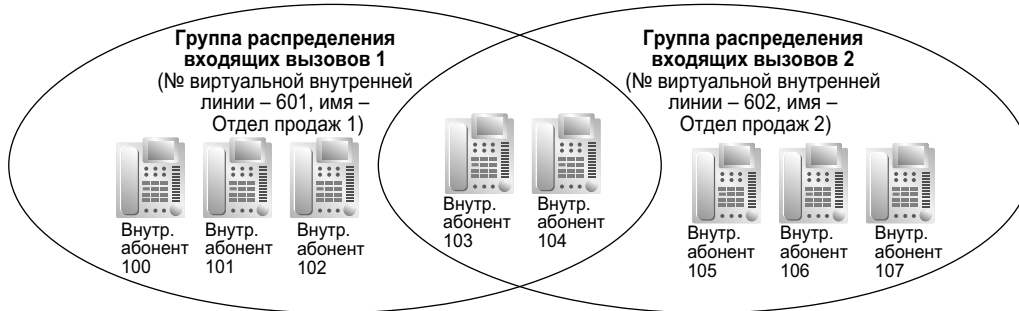 Группа распределения
входящих вызовов 1
(№ виртуальной внутренней
линии – 601, имя –
Отдел продаж 1)
Группа распределения
входящих вызовов 2
(№ виртуальной внутренней
линии – 602, имя –
Отдел продаж 2)
Внутр.
абонент
100
Внутр.
абонент
101
Внутр.
абонент
102
Внутр.
абонент
103
Внутр.
абонент
104
Внутр.
абонент
105
Внутр.
абонент
106
Внутр.
абонент
107